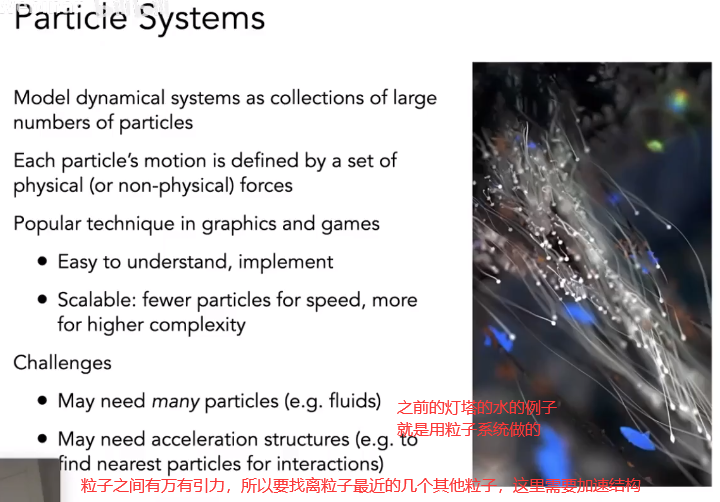 Particle Systems
Model dynamical systems as collections of large
numbers of particles
Each particle's motion is defined by a set of
physical (or non-physical) forces
Popular technique in graphics and games
• Easy to understand, implement
• Scalable: fewer particles for speed, more
for higher complexity
Challenges
• May need many particles (e.g. fluids)
之前的灯塔的水的例子
就是用粒子系统做的
• May need acceleration structures (e.g. to
find nearest particles for interactions)
粒子之间有万有引力，所以要找离粒子最近的几个其他粒子，这里需要加速结构